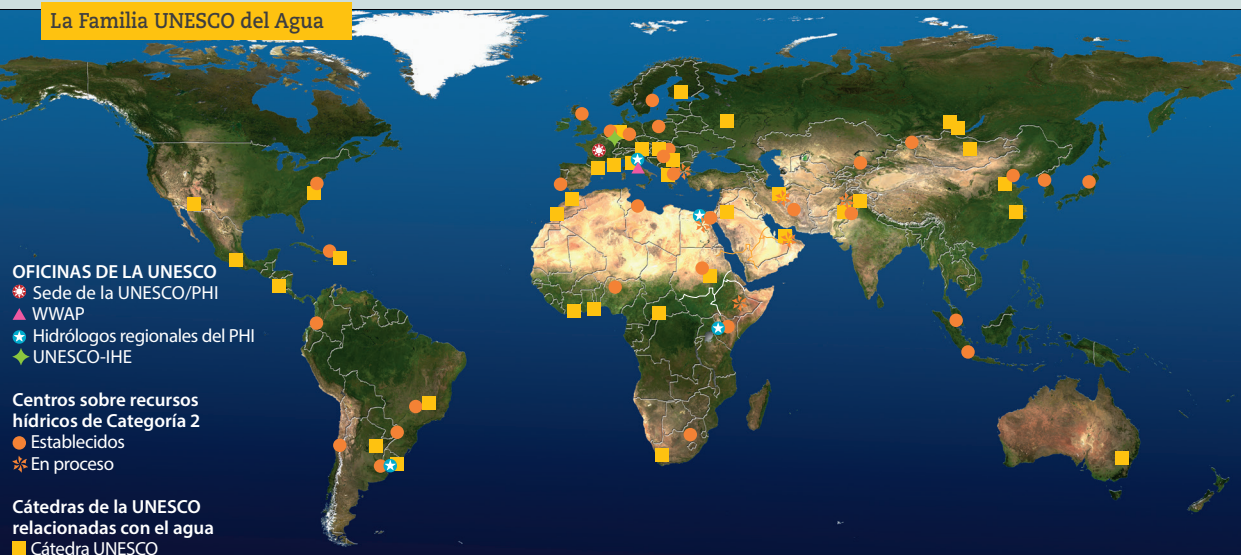 La Familia UNESCO del Agua
OFICINAS DE LA UNESCO
Sede de la UNESCO/PHI
WWAP
Hidrólogos regionales del PHI
UNESCO-IHE
Centros sobre recursos
hídricos de Categoría 2
Establecidos
En proceso
Cátedras de la UNESCO
relacionadas con el agua
Cátedra UNESCO